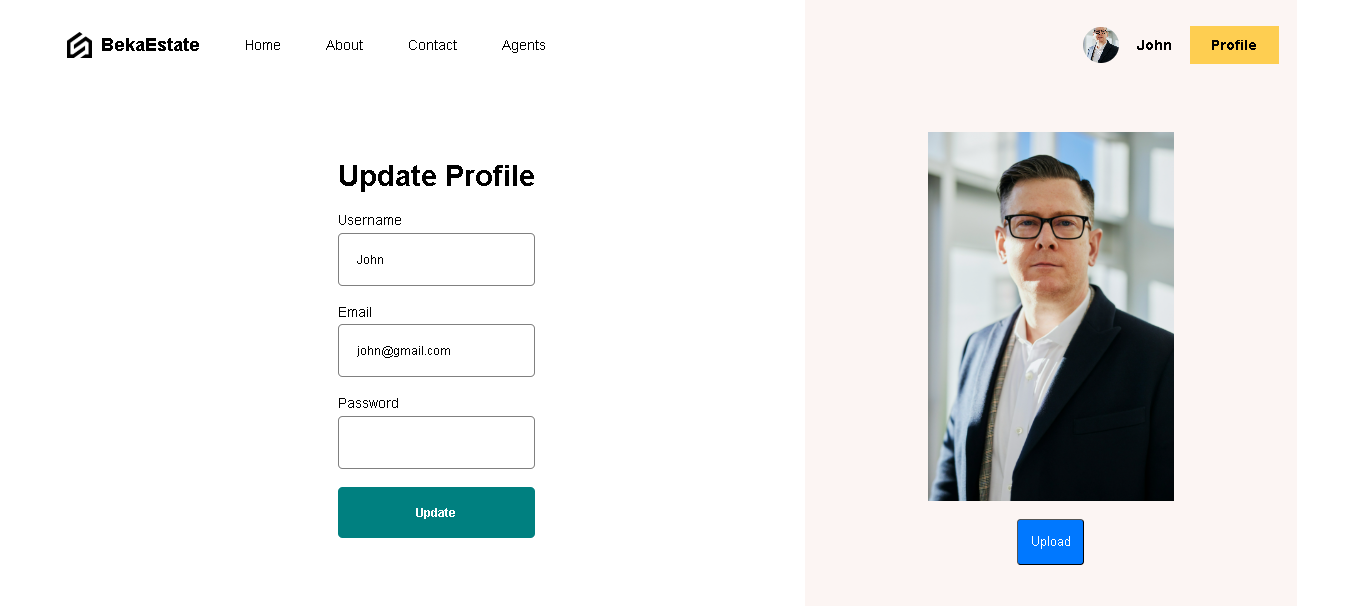 BekaEstate
Home
About
Contact
Agents
John
Profile
Update Profile
Username
John
Email
john@gmail.com
Password
Update
Upload